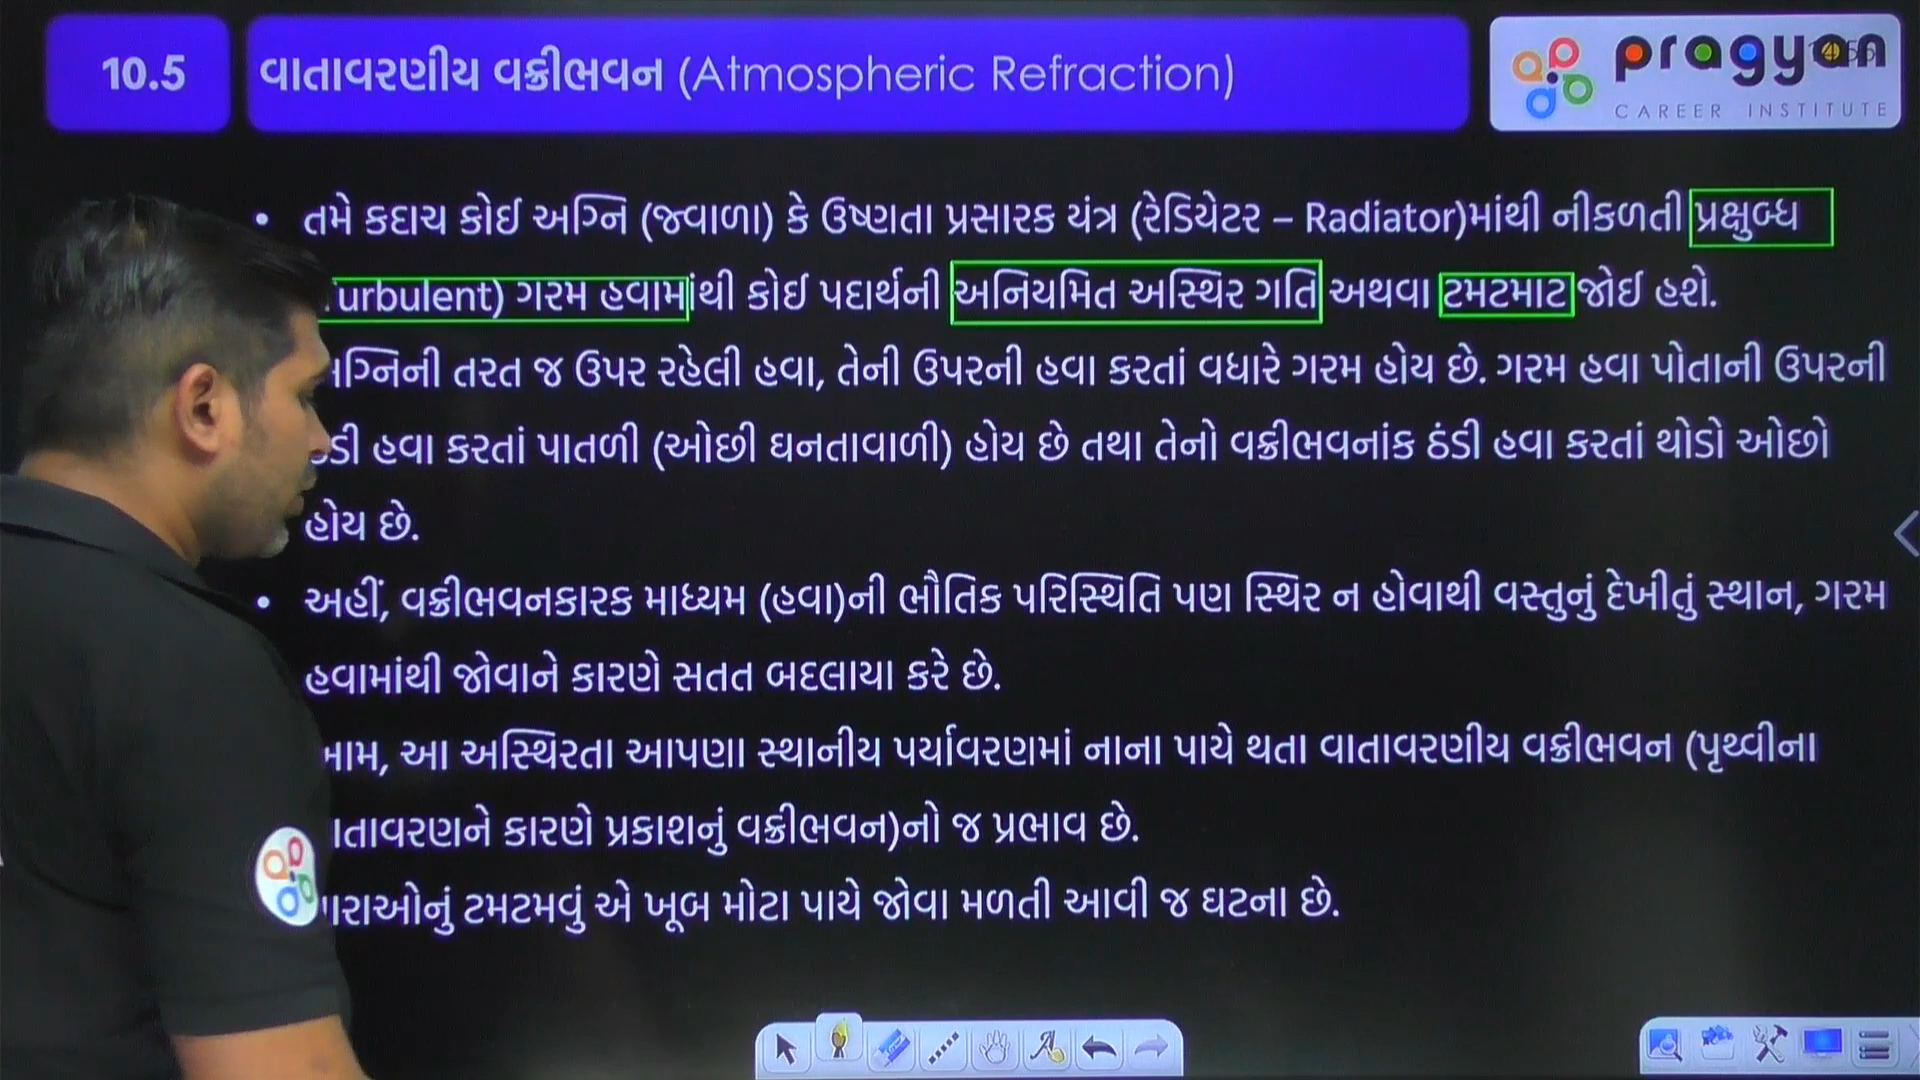 10.5 વાતાવરણીય વક્રીભવન (Atmospheric Refraction)
pragyan
CAREER INSTITUTE
• તમે કદાચ કોઈ અગ્નિ (જ્વાળા) કે ઉષ્ણતા પ્રસારક યંત્ર (રેડિયેટર – Radiator)માંથી નીકળતી પ્રક્ષુબ્ધ
urbulent) ગરમ હવામાંથી કોઈ પદાર્થની અનિયમિત અસ્થિર ગતિ અથવા ટમટમાટ જોઈ હશે.
ગ્નિની તરત જ ઉપર રહેલી હવા, તેની ઉપરની હવા કરતાં વધારે ગરમ હોય છે. ગરમ હવા પોતાની ઉપરની
ડી હવા કરતાં પાતળી (ઓછી ઘનતાવાળી) હોય છે તથા તેનો વક્રીભવનાંક ઠંડી હવા કરતાં થોડો ઓછો
હોય છે.
• અહીં, વક્રીભવનકારક માધ્યમ (હવા)ની ભૌતિક પરિસ્થિતિ પણ સ્થિર ન હોવાથી વસ્તુનું દેખીતું સ્થાન, ગરમ
હવામાંથી જોવાને કારણે સતત બદલાયા કરે છે.
આમ, આ અસ્થિરતા આપણા સ્થાનીય પર્યાવરણમાં નાના પાયે થતા વાતાવરણીય વક્રીભવન (પૃથ્વીના
તાવરણને કારણે પ્રકાશનું વક્રીભવન)નો જ પ્રભાવ છે.
રાઓનું ટમટમવું એ ખૂબ મોટા પાયે જોવા મળતી આવી જ ઘટના છે.